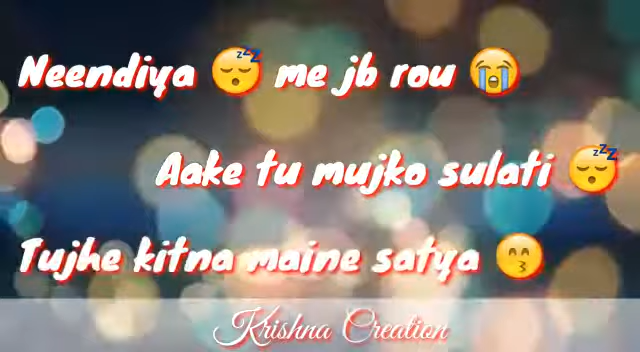 Neendiya 😴 me jb rou 😭
Aake tu mujko sulati 😴
Tujhe kitna maine satya 😙
Krishna Creation